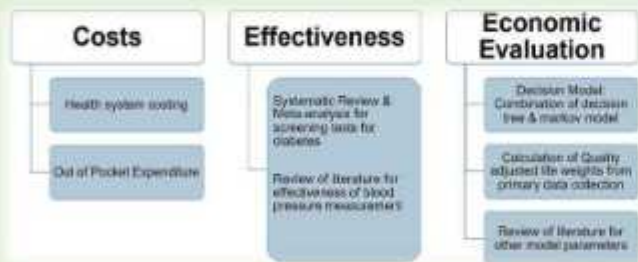 Costs
Health system costing
Out of Pocket Expenditure
Effectiveness
Systematic Review &
Meta-analysis for
screening tests for
diabetes
Review of literature for
effectiveness of blood
pressure measurement
Economic
Evaluation
Decision Model:
Combination of decision
tree & markov model
Calculation of Quality
adjusted life weights from
primary data collection
Review of literature for
other model parameters